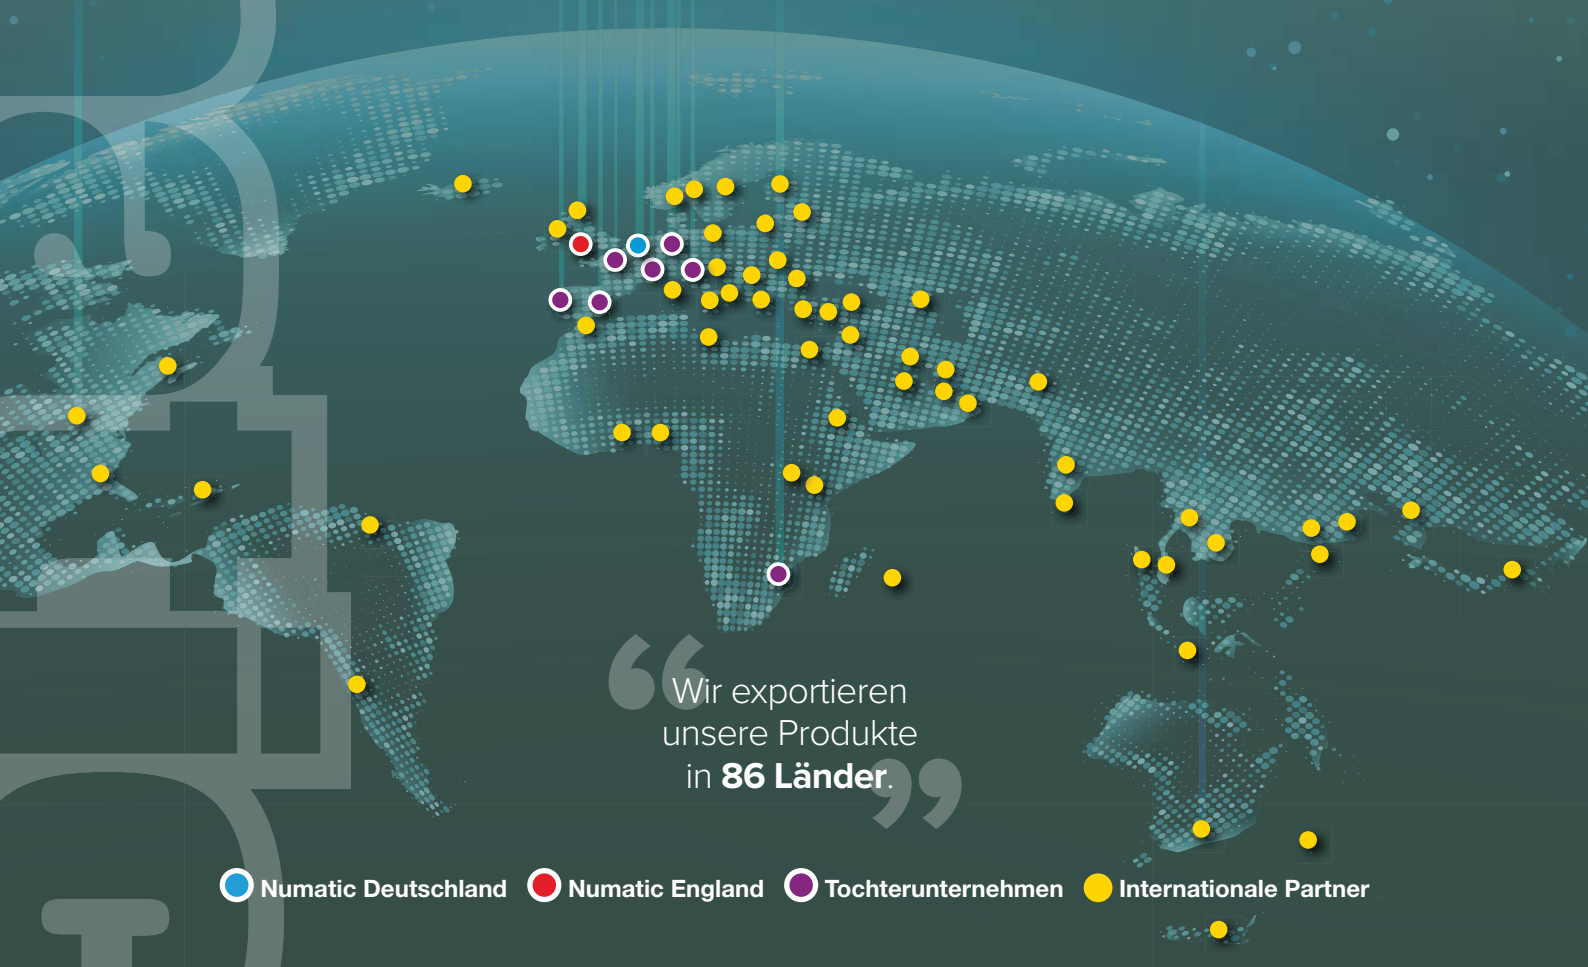 “Wir exportieren
unsere Produkte
in 86 Länder.”
Numatic Deutschland
Numatic England
Tochterunternehmen
Internationale Partner